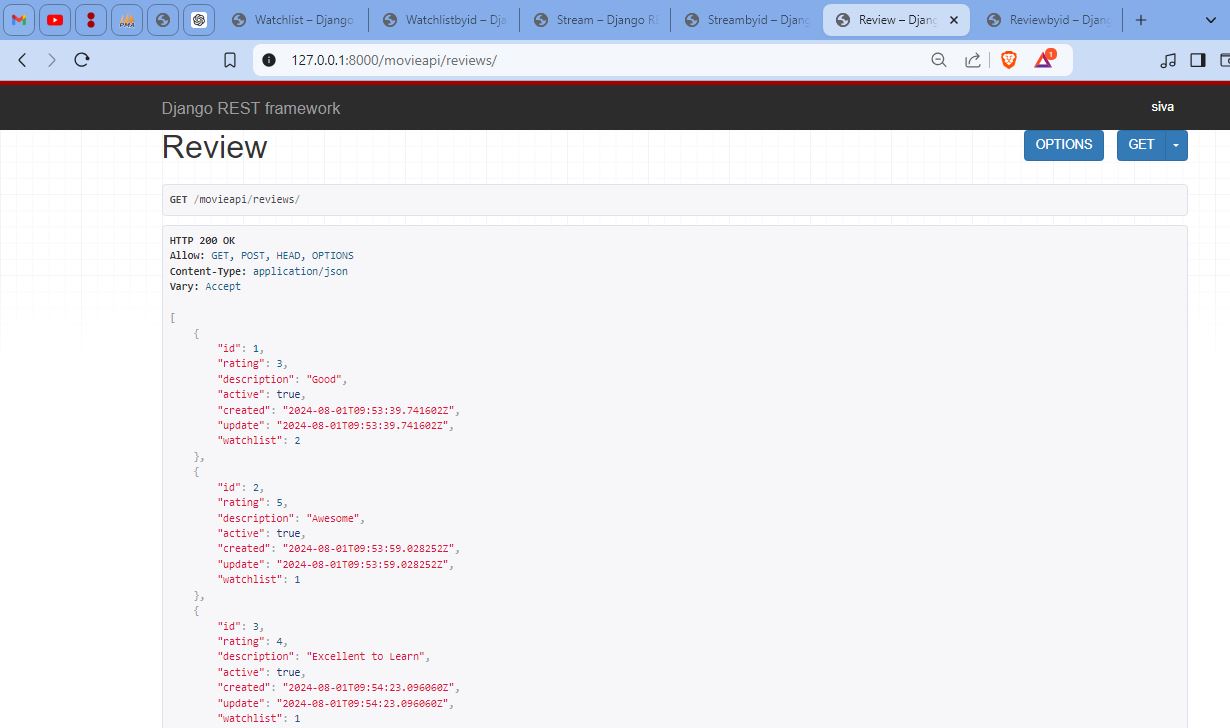 Watchlist – Django
Watchlistbyid – Dja
Stream – Django RE
Streambyid – Djang
Review – Djang
Reviewbyid – Djang
127.0.0.1:8000/movieapi/reviews/
1
Django REST framework
siva
Review
OPTIONS
GET
GET /movieapi/reviews/
HTTP 200 OK
Allow: GET, POST, HEAD, OPTIONS
Content-Type: application/json
Vary: Accept
[
{
"id": 1,
"rating": 3,
"description": "Good",
"active": true,
"created": "2024-08-01T09:53:39.741602Z",
"update": "2024-08-01T09:53:39.741602Z",
"watchlist": 2
},
{
"id": 2,
"rating": 5,
"description": "Awesome",
"active": true,
"created": "2024-08-01T09:53:59.028252Z",
"update": "2024-08-01T09:53:59.028252Z",
"watchlist": 1
},
{
"id": 3,
"rating": 4,
"description": "Excellent to Learn",
"active": true,
"created": "2024-08-01T09:54:23.096060Z",
"update": "2024-08-01T09:54:23.096060Z",
"watchlist": 1